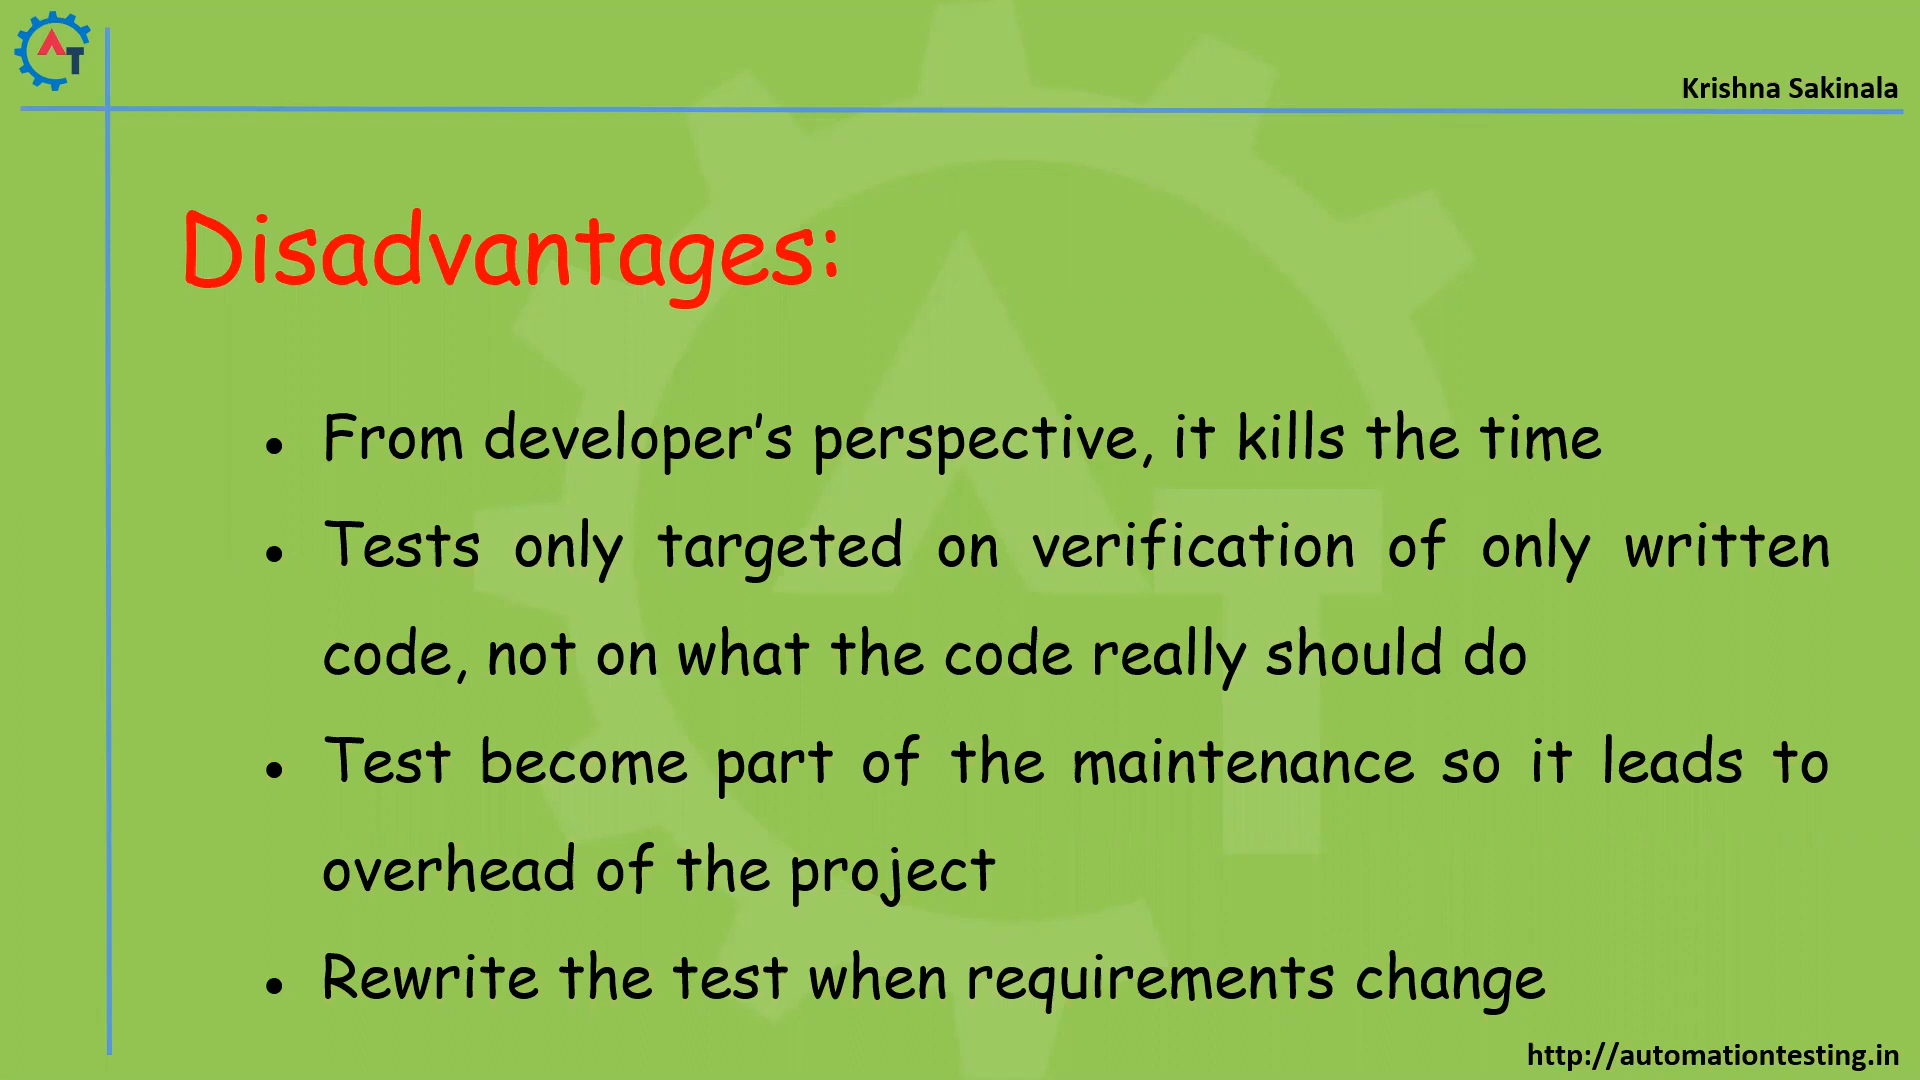 AT
Krishna Sakinala
Disadvantages:
● From developer's perspective, it kills the time
● Tests only targeted on verification of only written
code, not on what the code really should do
● Test become part of the maintenance so it leads to
overhead of the project
● Rewrite the test when requirements change
http://automationtesting.in